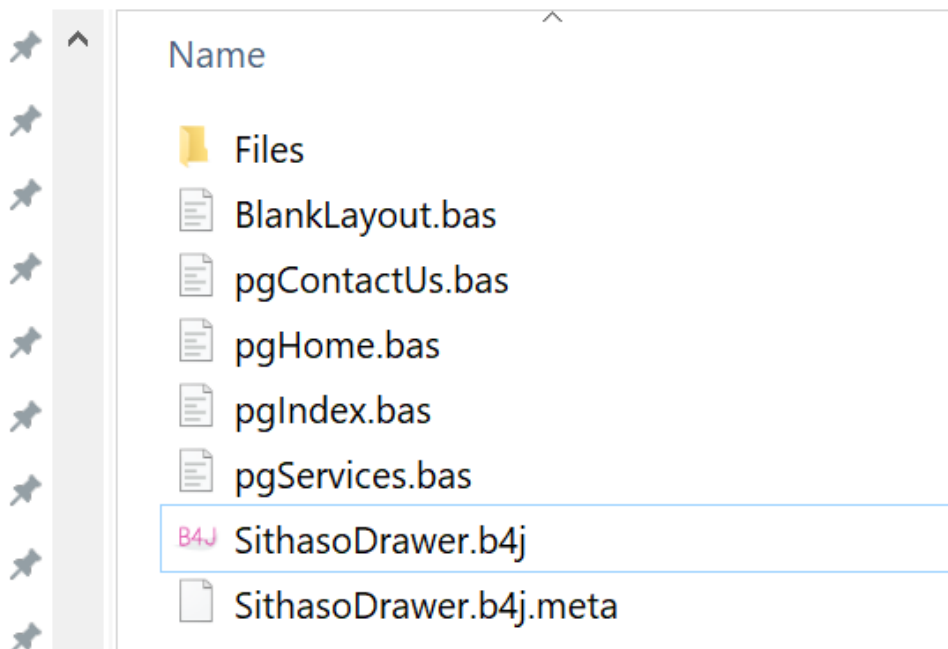 Name
Files
BlankLayout.bas
pgContactUs.bas
pgHome.bas
pgIndex.bas
pgServices.bas
B4J SithasoDrawer.b4j
SithasoDrawer.b4j.meta